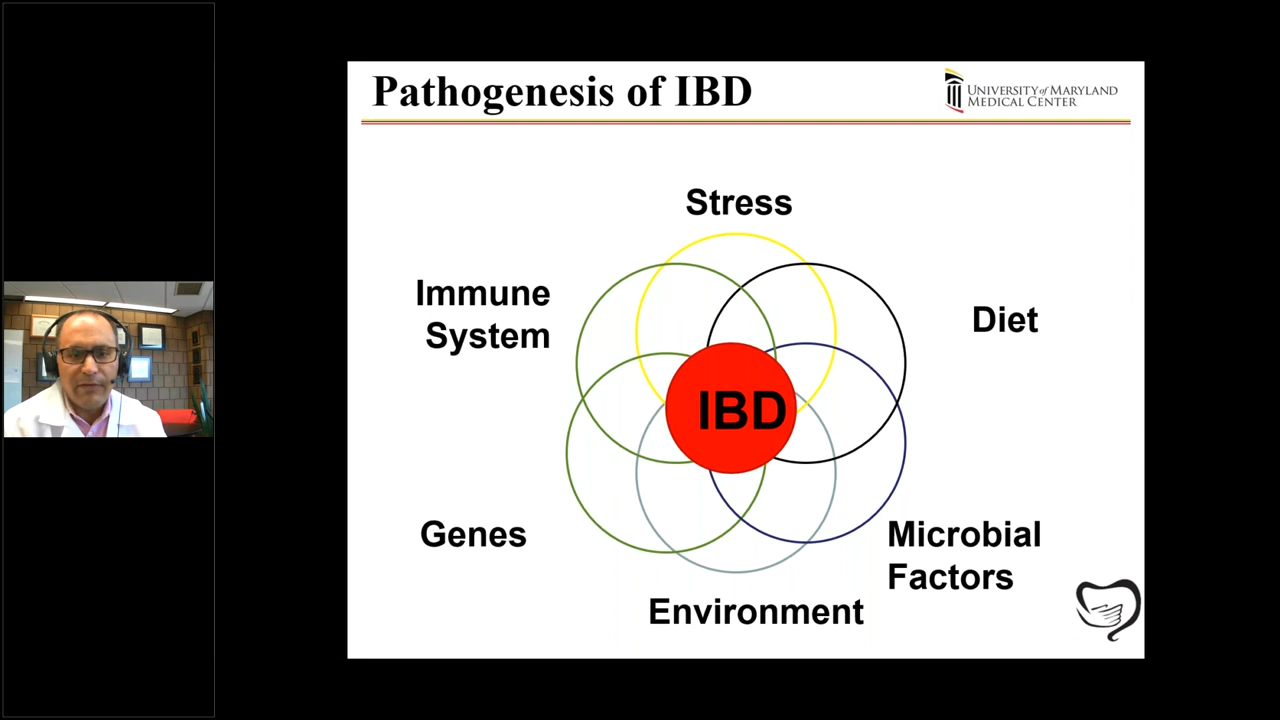 Pathogenesis of IBD
UNIVERSITY of MARYLAND
MEDICAL CENTER
Stress
Immune
System
Diet
IBD
Genes
Microbial
Factors
Environment